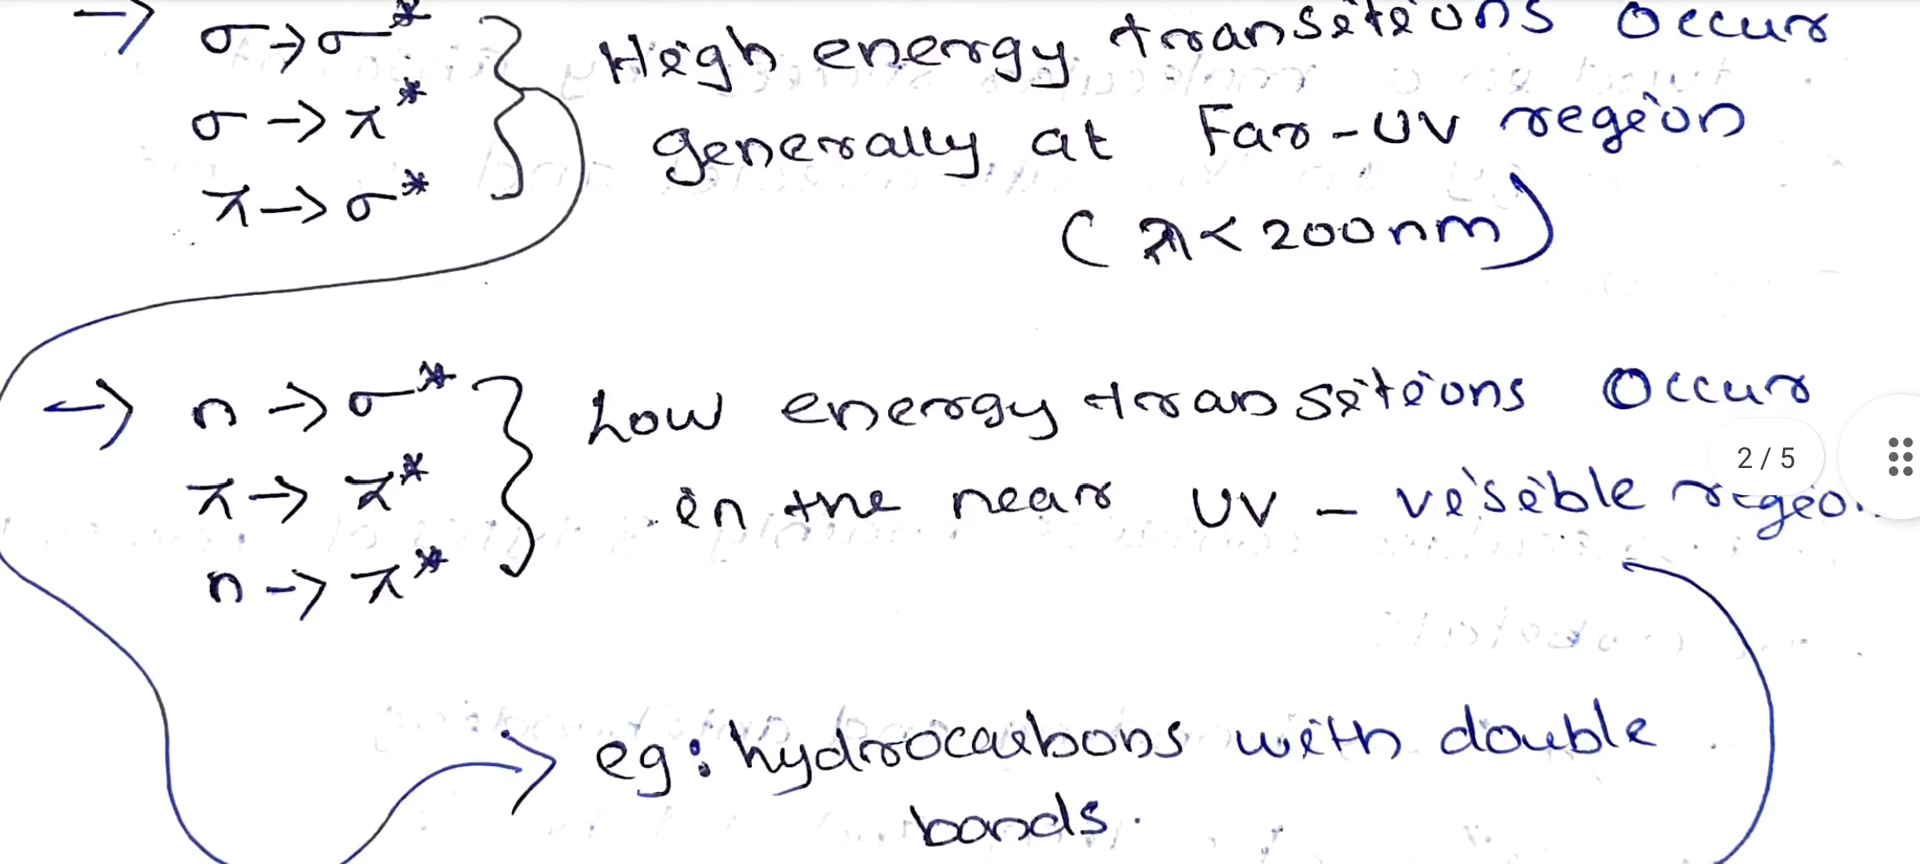 → σ → σ* } High energy transitions occur
σ → π* generally at Far-UV region
π → σ* (λ < 200nm)
→ n → σ* } Low energy transitions occur
π → π* in the near UV - visible
n → π*
2 / 5
eg: hydrocarbons with double
bonds.